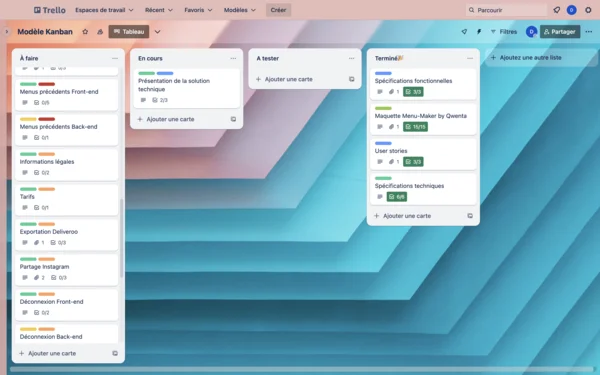 Trello
Espaces de travail
Récent
Favoris
Modèles
Créer
Parcourir
D
Modèle Kanban
Tableau
Filtres
D
Partager
À faire
0/3
Menus précédents Front-end
0/5
Menus précédents Back-end
0/1
Informations légales
0/2
Tarifs
0/1
Exportation Deliveroo
1 0/3
Partage Instagram
2 0/3
Déconnexion Front-end
0/2
Déconnexion Back-end
+ Ajouter une carte
En cours
Présentation de la solution
technique
2/3
+ Ajouter une carte
A tester
+ Ajouter une carte
Terminé🎉
Spécifications fonctionnelles
1 3/3
Maquette Menu-Maker by Qwenta
1 15/15
User stories
1 3/3
Spécifications techniques
6/6
+ Ajouter une carte
+ Ajoutez une autre liste